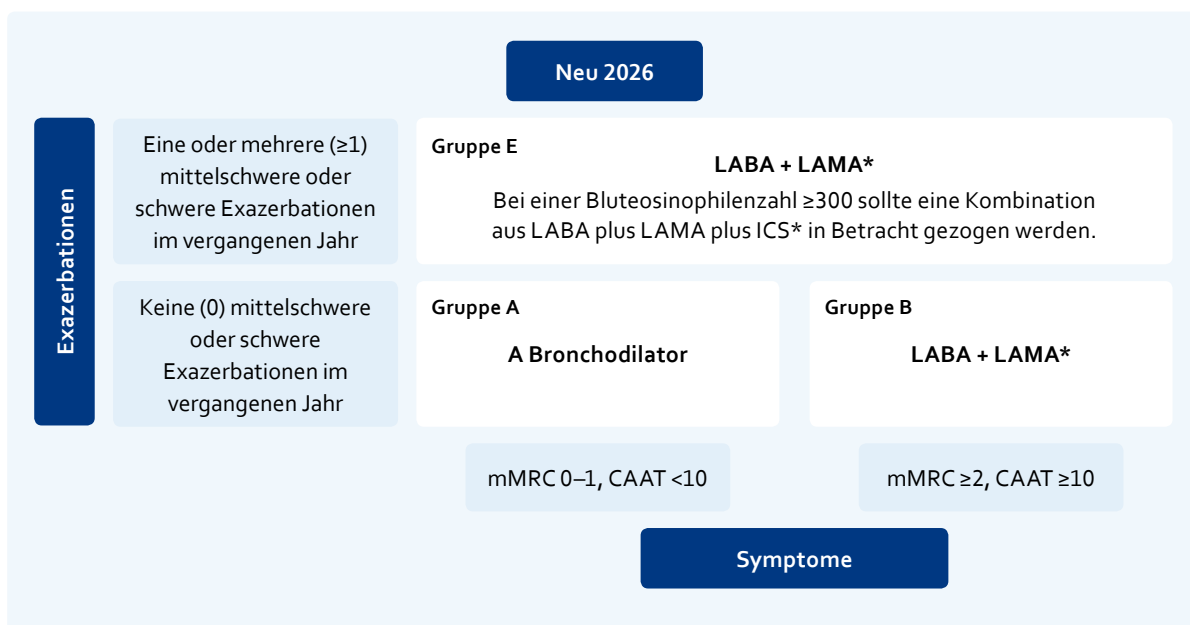 Neu 2026
Exazerbationen
Eine oder mehrere (≥1)
mittelschwere oder
schwere Exazerbationen
im vergangenen Jahr
Gruppe E
LABA + LAMA*
Bei einer Bluteosinophilenzahl ≥300 sollte eine Kombination
aus LABA plus LAMA plus ICS* in Betracht gezogen werden.
Keine (0) mittelschwere
oder schwere
Exazerbationen im
vergangenen Jahr
Gruppe A
A Bronchodilator
Gruppe B
LABA + LAMA*
mMRC 0–1, CAAT <10
mMRC ≥2, CAAT ≥10
Symptome